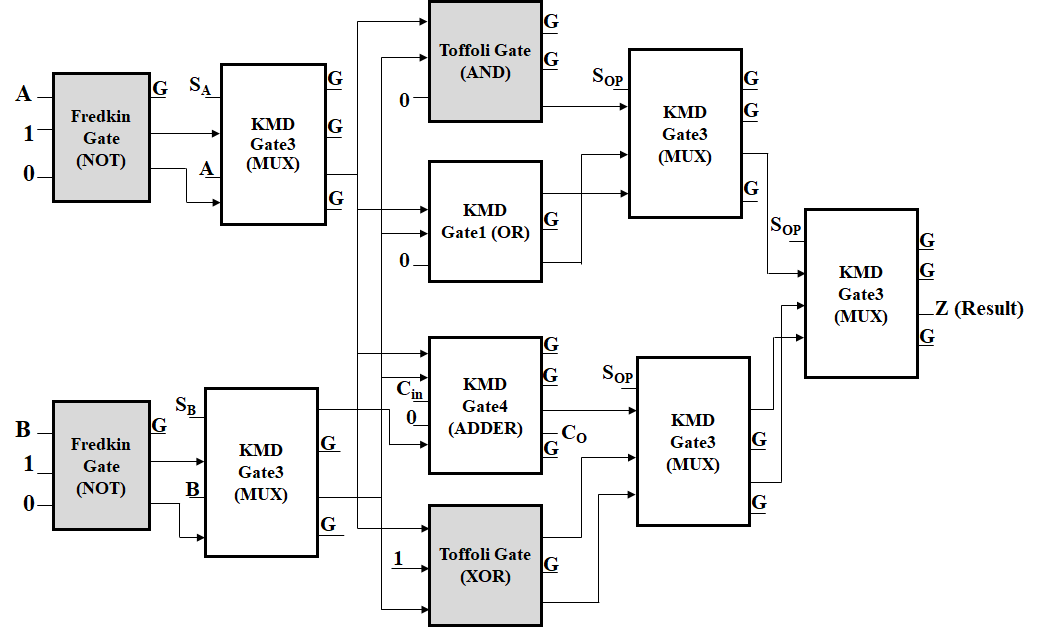 A
1
0
Fredkin
Gate
(NOT)
G
S_A
A
KMD
Gate3
(MUX)
G
G
G
B
1
0
Fredkin
Gate
(NOT)
G
S_B
B
KMD
Gate3
(MUX)
G
G
0
Toffoli Gate
(AND)
G
G
0
KMD
Gate1 (OR)
G
C_in
0
KMD
Gate4
(ADDER)
G
G
C_O
G
1
Toffoli Gate
(XOR)
G
S_OP
KMD
Gate3
(MUX)
G
G
G
S_OP
KMD
Gate3
(MUX)
G
G
S_OP
KMD
Gate3
(MUX)
G
G
Z (Result)
G